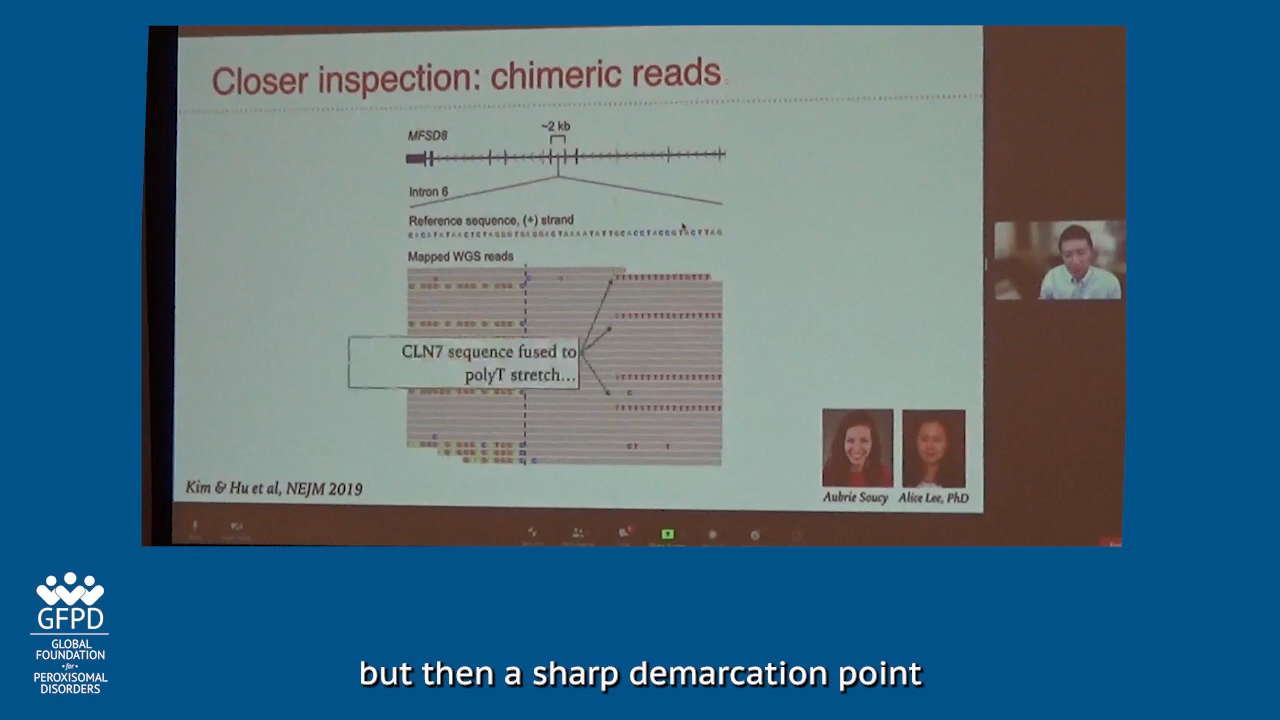 Closer inspection: chimeric reads
MFSD8
~2 kb
Intron 6
Reference sequence, (+) strand
Mapped WGS reads
CLN7 sequence fused to
polyT stretch...
Kim & Hu et al, NEJM 2019
Aubrie Soucy
Alice Lee, PhD
GFPD
GLOBAL
FOUNDATION
for
PEROXISOMAL
DISORDERS
but then a sharp demarcation point